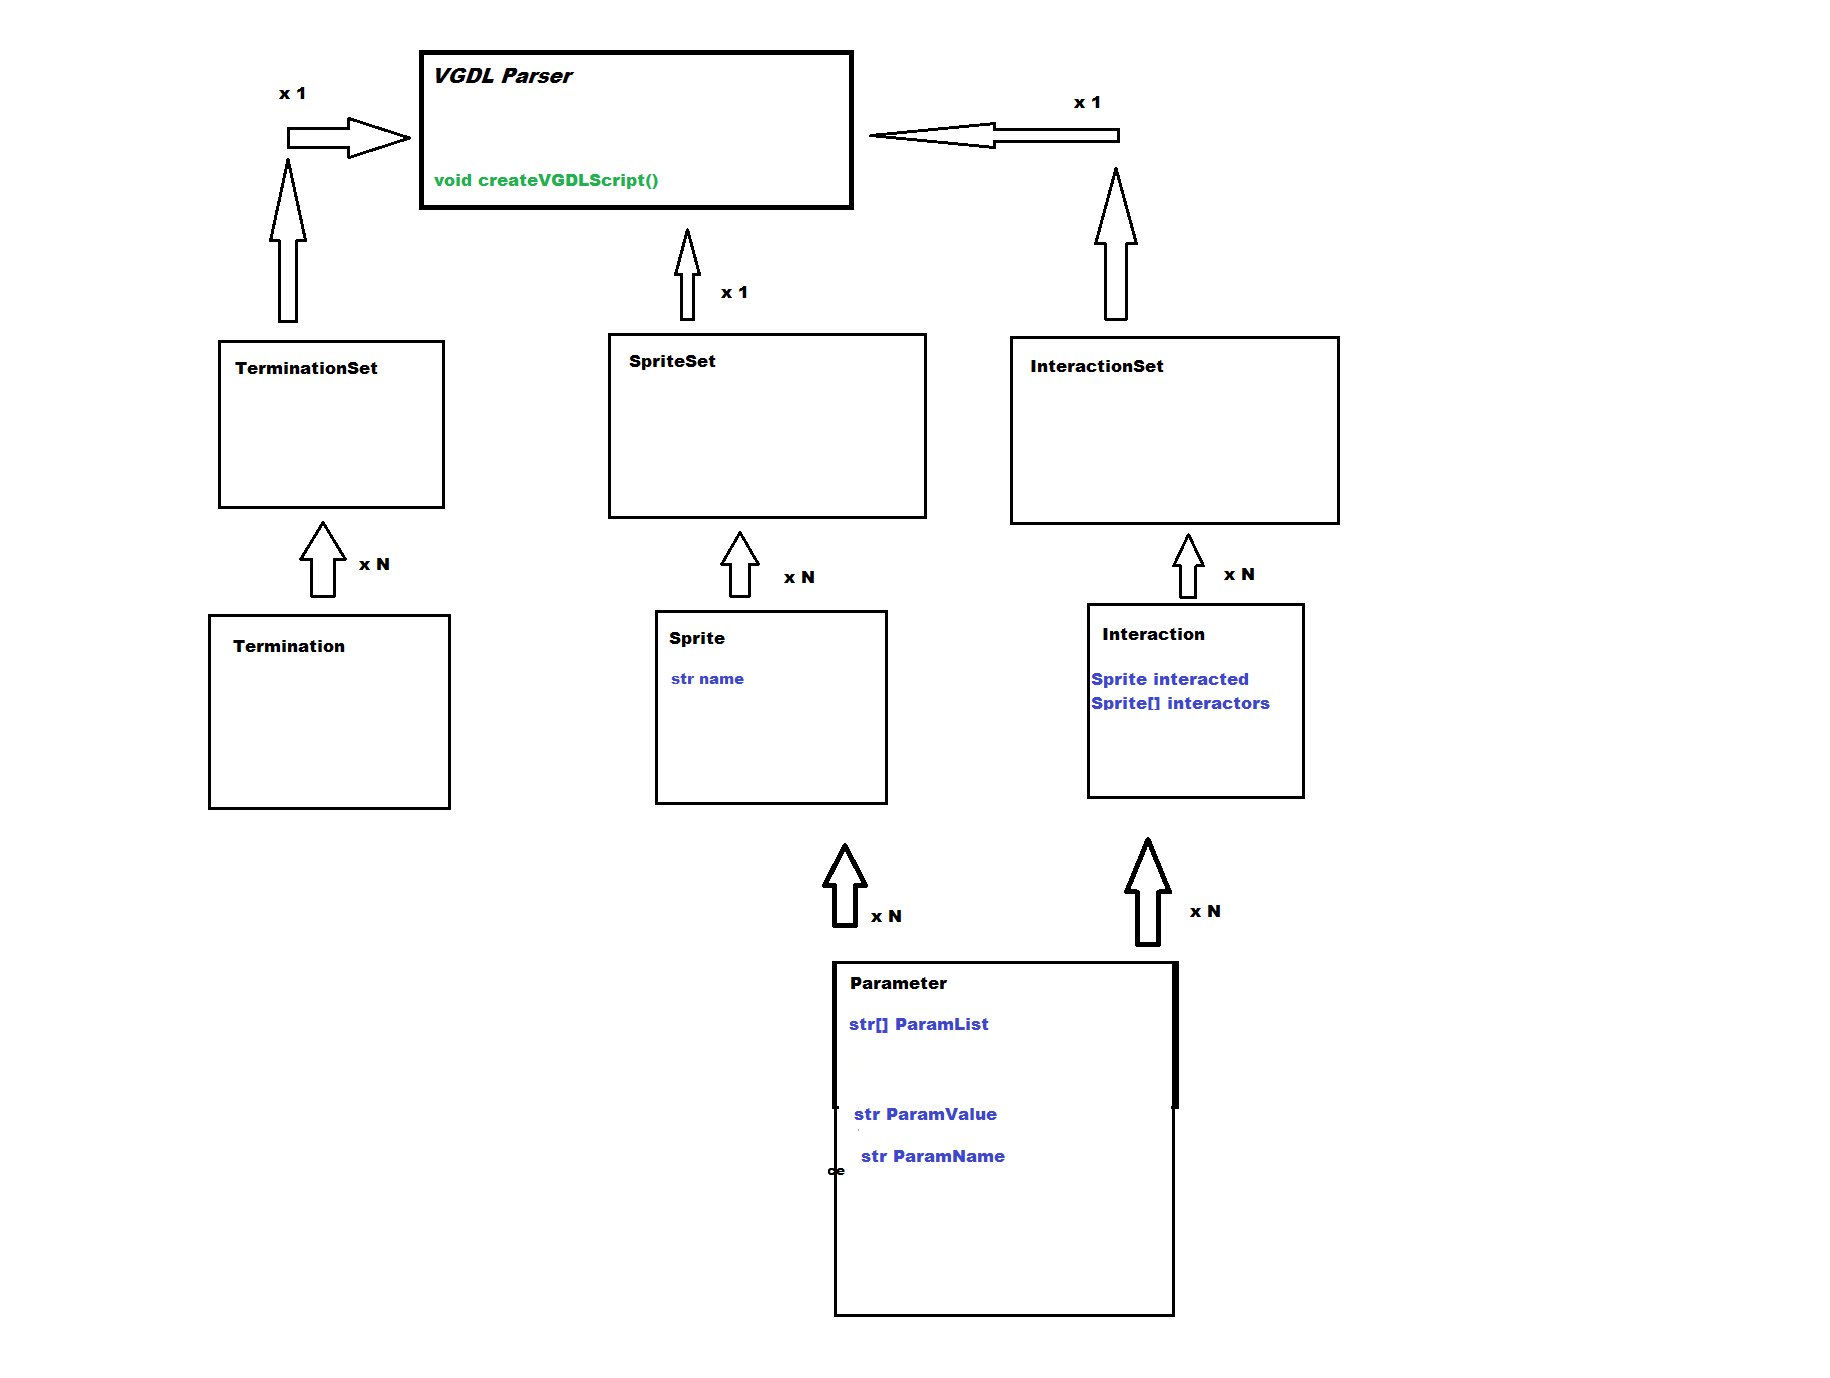 x 1
VGDL Parser
x 1
void createVGDLScript()
x 1
TerminationSet
SpriteSet
InteractionSet
x N
x N
x N
Termination
Sprite
str name
Interaction
Sprite interacted
Sprite[] interactors
x N
x N
Parameter
str[] ParamList
str ParamValue
str ParamName
ce